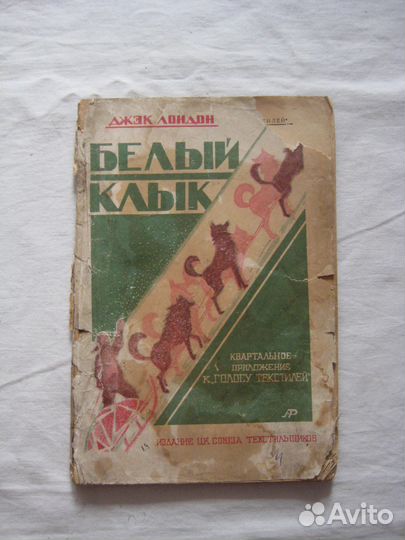 ДЖЭК ЛОНДОН
БЕЛЫЙ
КЛЫК
КВАРТАЛЬНОЕ
ПРИЛОЖЕНИЕ
К „ГОЛОСУ ТЕКСТИЛЕЙ"
ИЗДАНИЕ ЦК СОЮЗА ТЕКСТИЛЬЩИКОВ
Avito